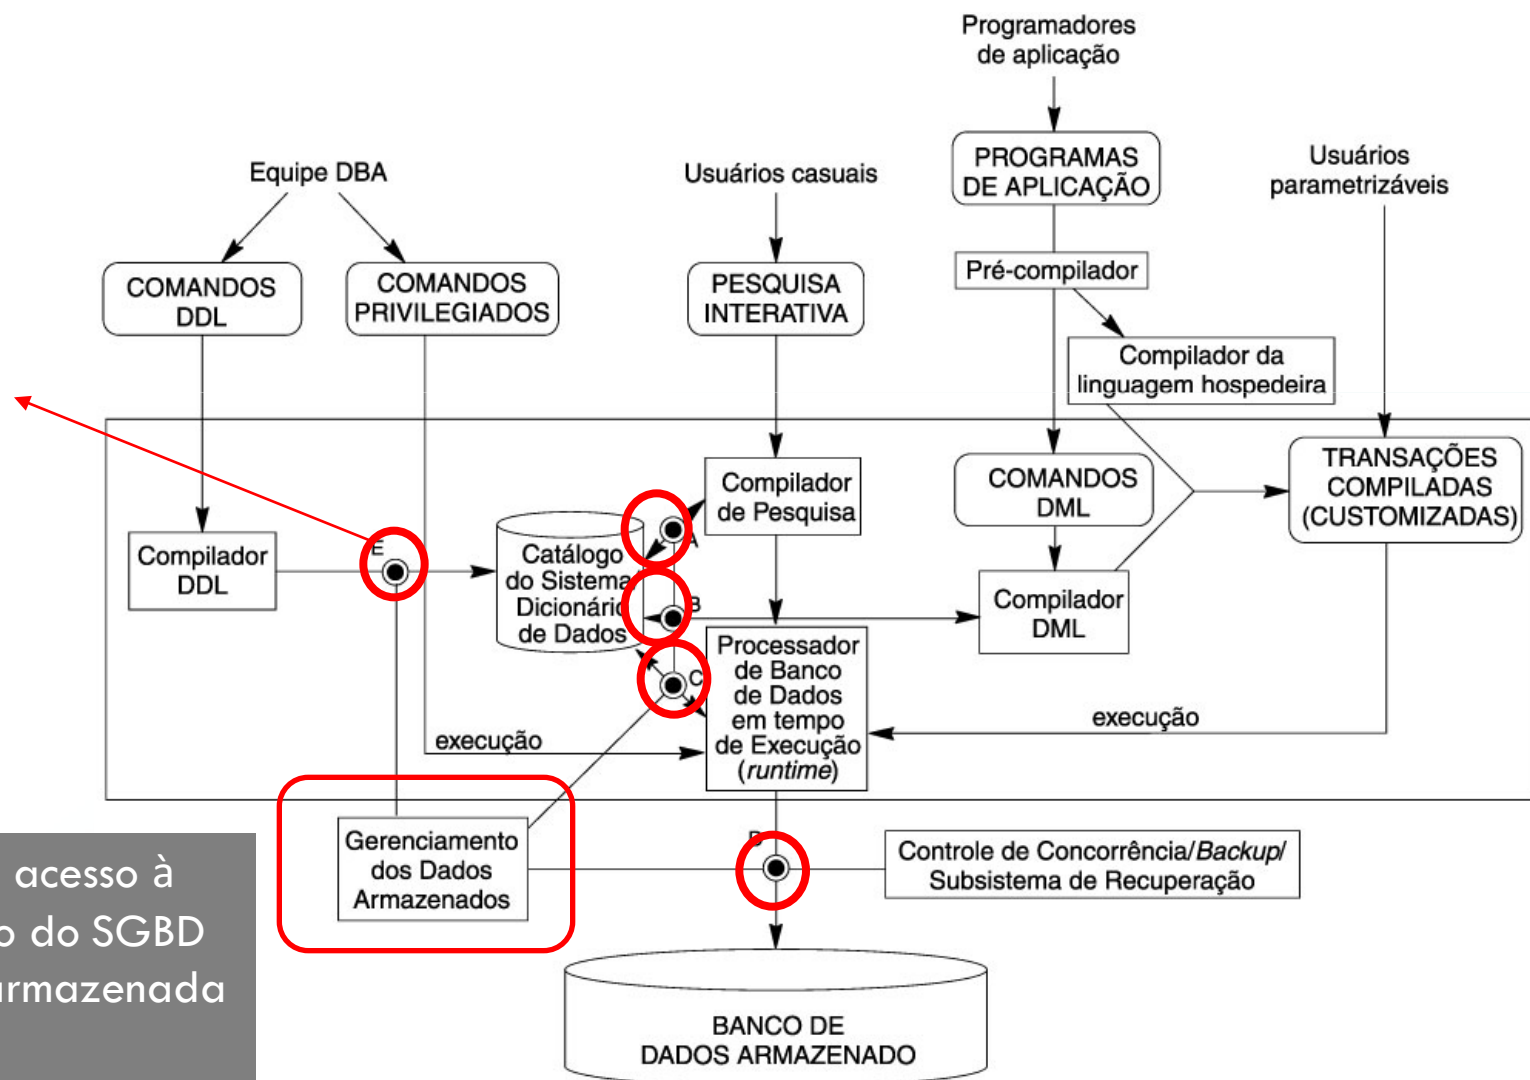 Programadores
de aplicação
Equipe DBA
Usuários casuais
PROGRAMAS
DE APLICAÇÃO
Usuários
parametrizáveis
COMANDOS
DDL
COMANDOS
PRIVILEGIADOS
PESQUISA
INTERATIVA
Pré-compilador
Compilador da
linguagem hospedeira
Compilador
DDL
E
Catálogo
do Sistema/
Dicionário
de Dados
A
B
C
Compilador
de Pesquisa
COMANDOS
DML
TRANSAÇÕES
COMPILADAS
(CUSTOMIZADAS)
Compilador
DML
Processador
de Banco
de Dados
em tempo
de Execução
(runtime)
execução
execução
Gerenciamento
dos Dados
Armazenados
D
Controle de Concorrência/Backup/
Subsistema de Recuperação
acesso à
o do SGBD
armazenada
BANCO DE
DADOS ARMAZENADO